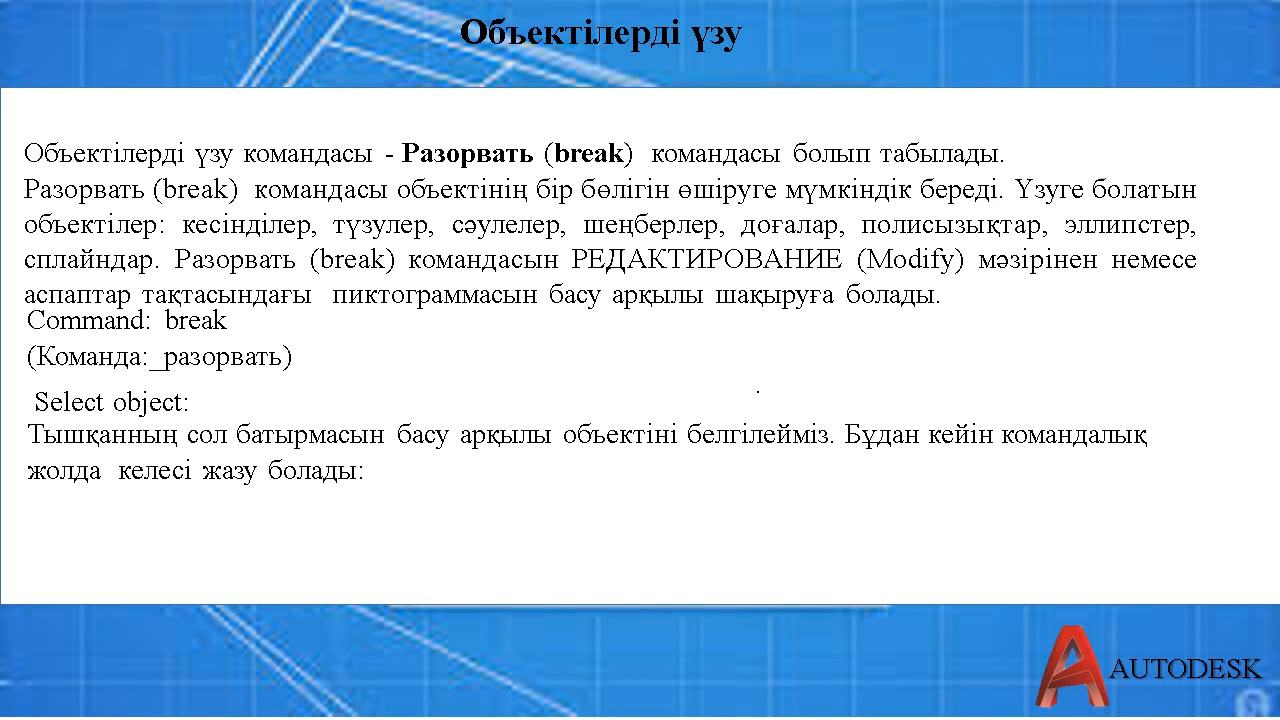 Объектілерді үзу
Объектілерді үзу командасы - Разорвать (break) командасы болып табылады.
Разорвать (break) командасы объектінің бір бөлігін өшіруге мүмкіндік береді. Үзуге болатын
объектілер: кесінділер, түзулер, сәулелер, шеңберлер, доғалар, полисызықтар, эллипстер,
сплайндар. Разорвать (break) командасын РЕДАКТИРОВАНИЕ (Modify) мәзірінен немесе
аспаптар тақтасындағы пиктограммасын басу арқылы шақыруға болады.
Command: break
(Команда:_разорвать)
.
Select object:
Тышқанның сол батырмасын басу арқылы объектіні белгілейміз. Бұдан кейін командалық
жолда келесі жазу болады:
AUTODESK